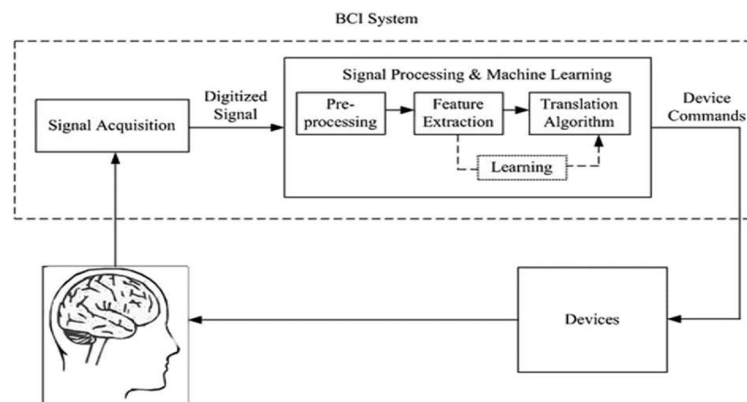 BCI System
Signal Processing & Machine Learning
Signal Acquisition
Digitized
Signal
Pre-
processing
Feature
Extraction
Translation
Algorithm
Learning
Device
Commands
Devices